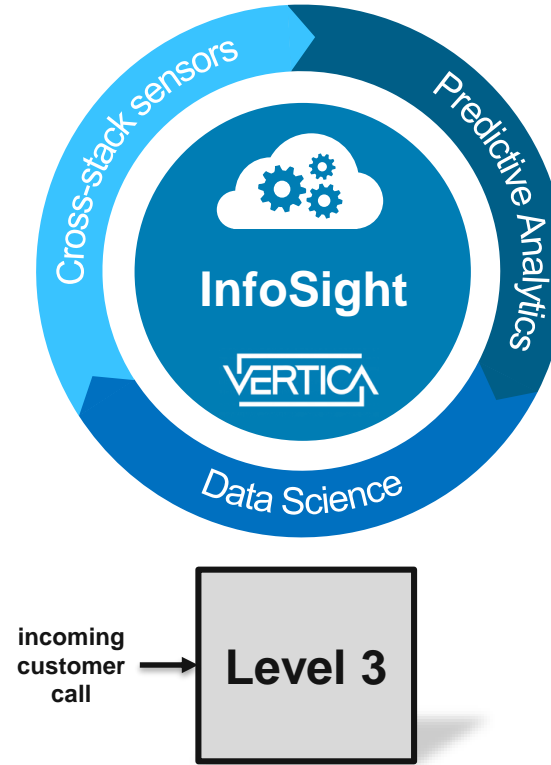 Cross-stack sensors
Predictive Analytics
InfoSight
VERTICA
Data Science
incoming
customer
call
Level 3